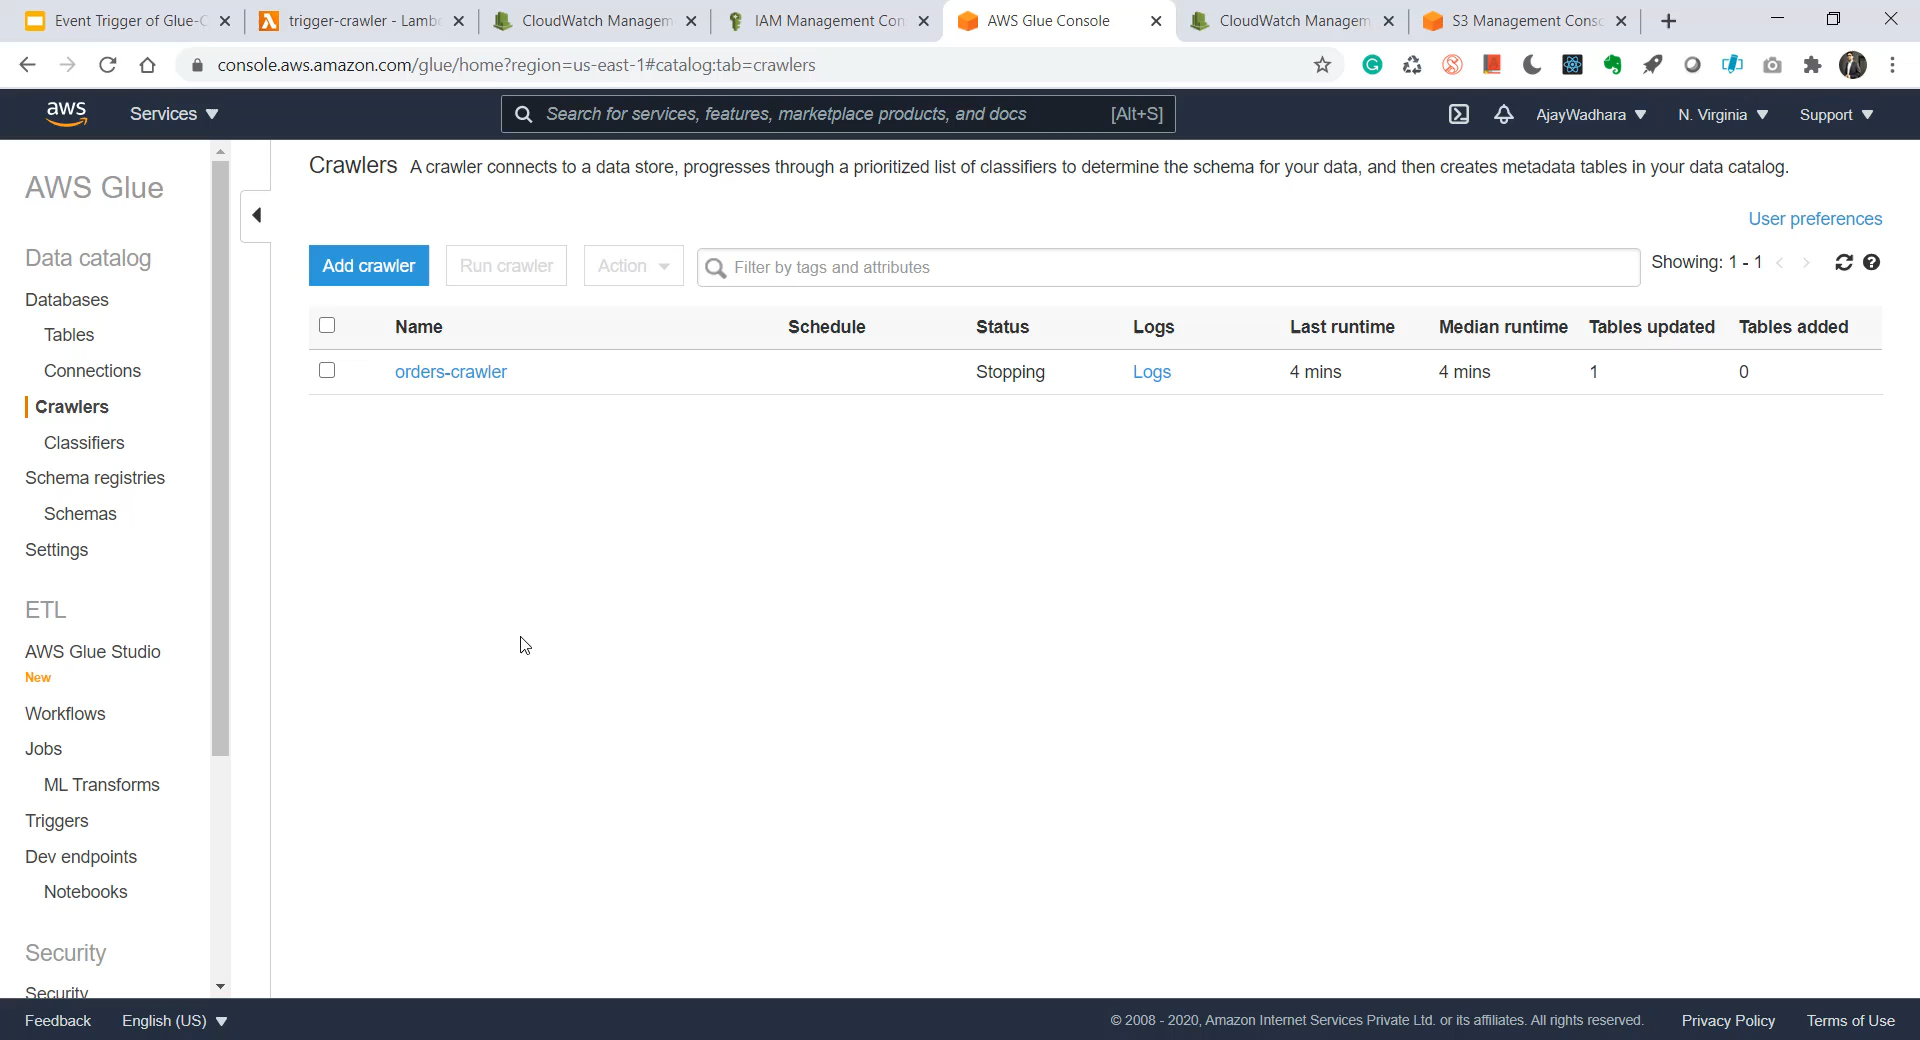 Event Trigger of Glue-C
trigger-crawler - Lamb
CloudWatch Managem
IAM Management Con
AWS Glue Console
CloudWatch Managem
S3 Management Conso
console.aws.amazon.com/glue/home?region=us-east-1#catalog:tab=crawlers
aws
Services
Search for services, features, marketplace products, and docs
[Alt+S]
AjayWadhara
N. Virginia
Support
AWS Glue
Data catalog
Databases
Tables
Connections
Crawlers
Classifiers
Schema registries
Schemas
Settings
ETL
AWS Glue Studio
New
Workflows
Jobs
ML Transforms
Triggers
Dev endpoints
Notebooks
Security
Security
Crawlers A crawler connects to a data store, progresses through a prioritized list of classifiers to determine the schema for your data, and then creates metadata tables in your data catalog.
User preferences
Add crawler
Run crawler
Action
Filter by tags and attributes
Showing: 1 - 1
Name Schedule Status Logs Last runtime Median runtime Tables updated Tables added
orders-crawler Stopping Logs 4 mins 4 mins 1 0
Feedback
English (US)
© 2008 - 2020, Amazon Internet Services Private Ltd. or its affiliates. All rights reserved.
Privacy Policy
Terms of Use